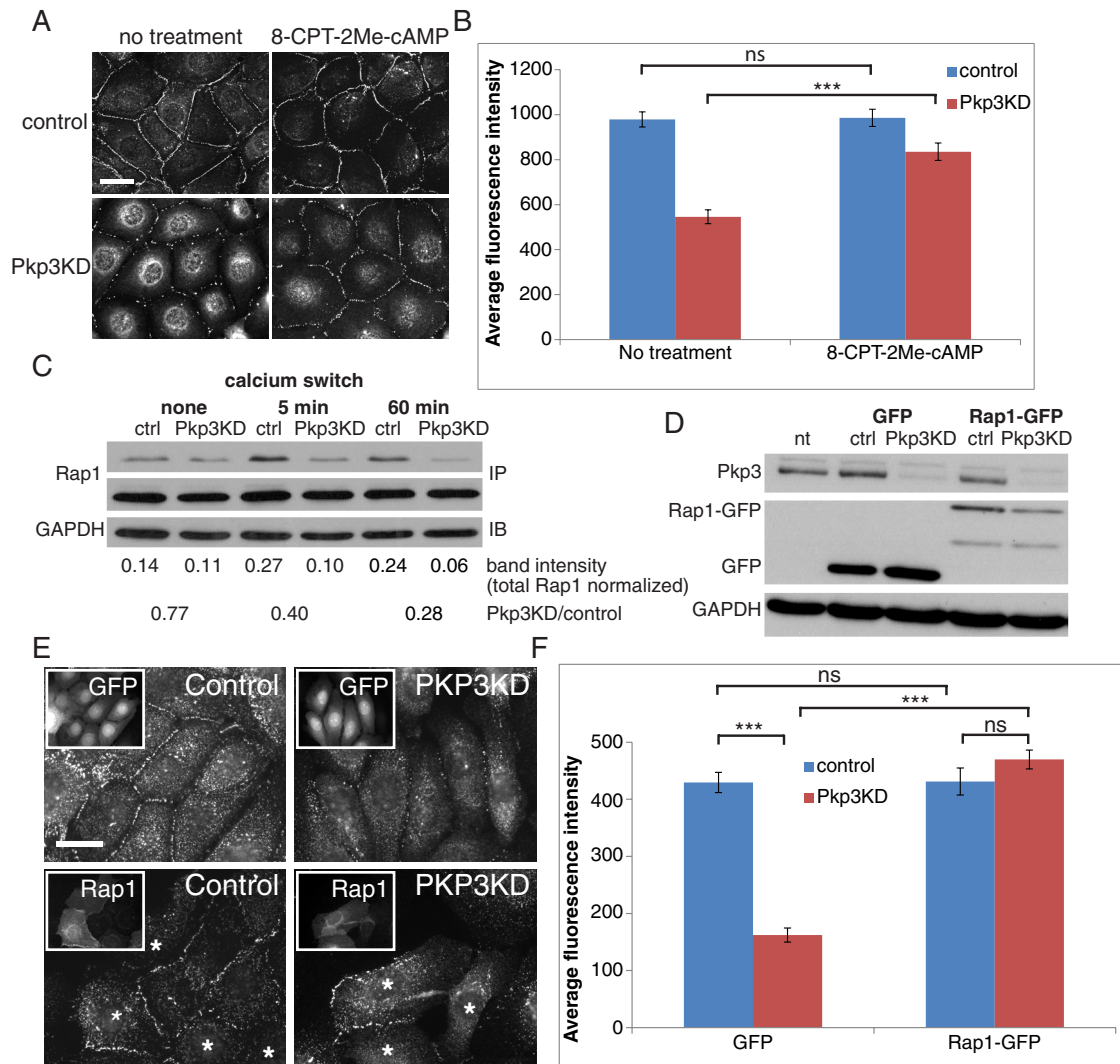 A
no treatment 8-CPT-2Me-cAMP
control
Pkp3KD
B
Average fluorescence intensity
1200
1000
800
600
400
200
0
ns
***
control
Pkp3KD
No treatment 8-CPT-2Me-cAMP
C
calcium switch
none 5 min 60 min
ctrl Pkp3KD ctrl Pkp3KD ctrl Pkp3KD
Rap1 IP
GAPDH IB
0.14 0.11 0.27 0.10 0.24 0.06 band intensity
(total Rap1 normalized)
0.77 0.40 0.28 Pkp3KD/control
D
GFP Rap1-GFP
nt ctrl Pkp3KD ctrl Pkp3KD
Pkp3
Rap1-GFP
GFP
GAPDH
E
GFP Control GFP PKP3KD
Rap1 Control Rap1 PKP3KD
* * * *
* * *
F
Average fluorescence intensity
500
400
300
200
100
0
ns
***
*** ns
control
Pkp3KD
GFP Rap1-GFP